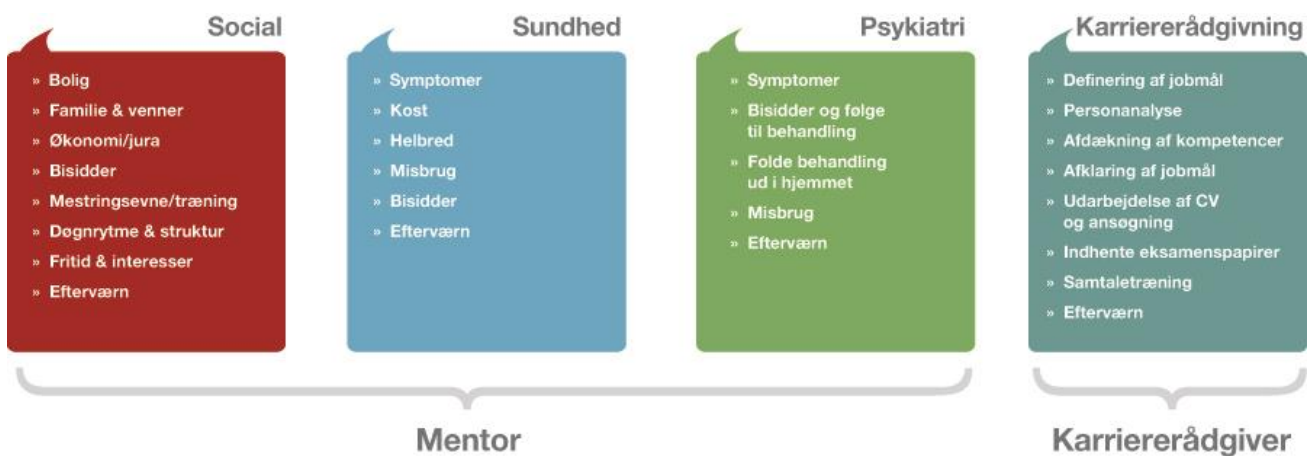 Social
» Bolig
» Familie & venner
» Økonomi/jura
» Bisidder
» Mestringsevne/træning
» Døgnrytme & struktur
» Fritid & interesser
» Efterværn
Sundhed
» Symptomer
» Kost
» Helbred
» Misbrug
» Bisidder
» Efterværn
Psykiatri
» Symptomer
» Bisidder og følge
til behandling
» Folde behandling
ud i hjemmet
» Misbrug
» Efterværn
Karriererådgivning
» Definering af jobmål
» Personanalyse
» Afdækning af kompetencer
» Afklaring af jobmål
» Udarbejdelse af CV
og ansøgning
» Indhente eksamenspapirer
» Samtaletræning
» Efterværn
Mentor
Karriererådgiver